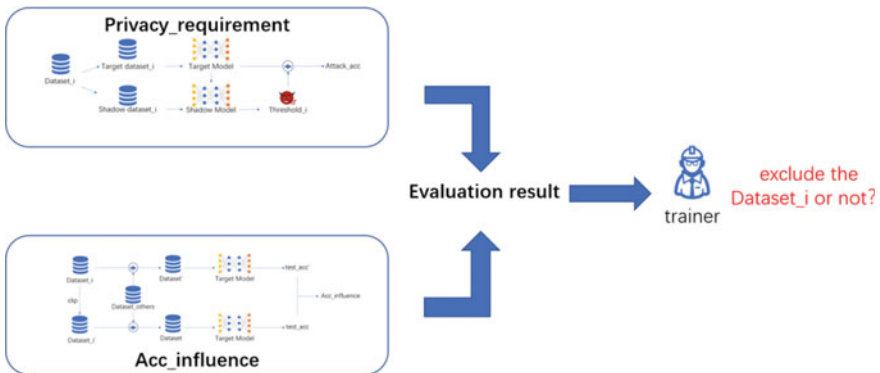 Privacy_requirement
Dataset_i
Target dataset_i
Target Model
Attack_acc
Shadow dataset_i
Shadow Model
Threshold_i
Evaluation result
trainer
exclude the
Dataset_i or not?
Dataset_i
Dataset'
Target Model
test_acc'
clip
Dataset_others
Acc_influence
Dataset_i'
Dataset
Target Model
test_acc
Acc_influence